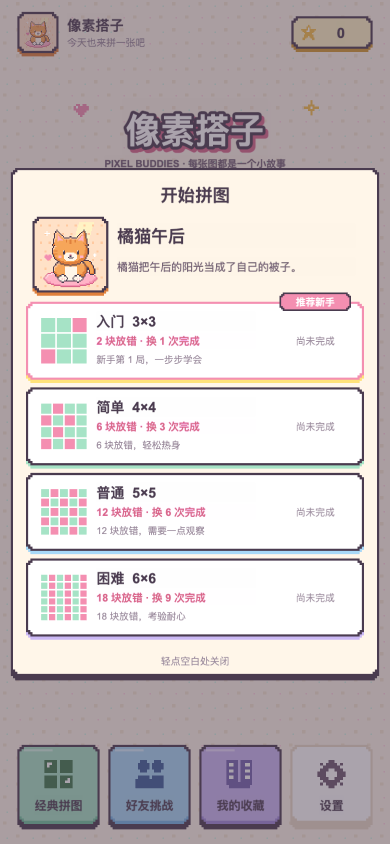 像素搭子
今天也来拼一张吧
0
像素搭子
PIXEL BUDDIES · 每张图都是一个小故事
开始拼图
橘猫午后
橘猫把午后的阳光当成了自己的被子。
推荐新手
入门 3×3
2 块放错 · 换 1 次完成
新手第 1 局，一步步学会
尚未完成
简单 4×4
6 块放错 · 换 3 次完成
6 块放错，轻松热身
尚未完成
普通 5×5
12 块放错 · 换 6 次完成
12 块放错，需要一点观察
尚未完成
困难 6×6
18 块放错 · 换 9 次完成
18 块放错，考验耐心
尚未完成
轻点空白处关闭
经典拼图
好友挑战
我的收藏
设置